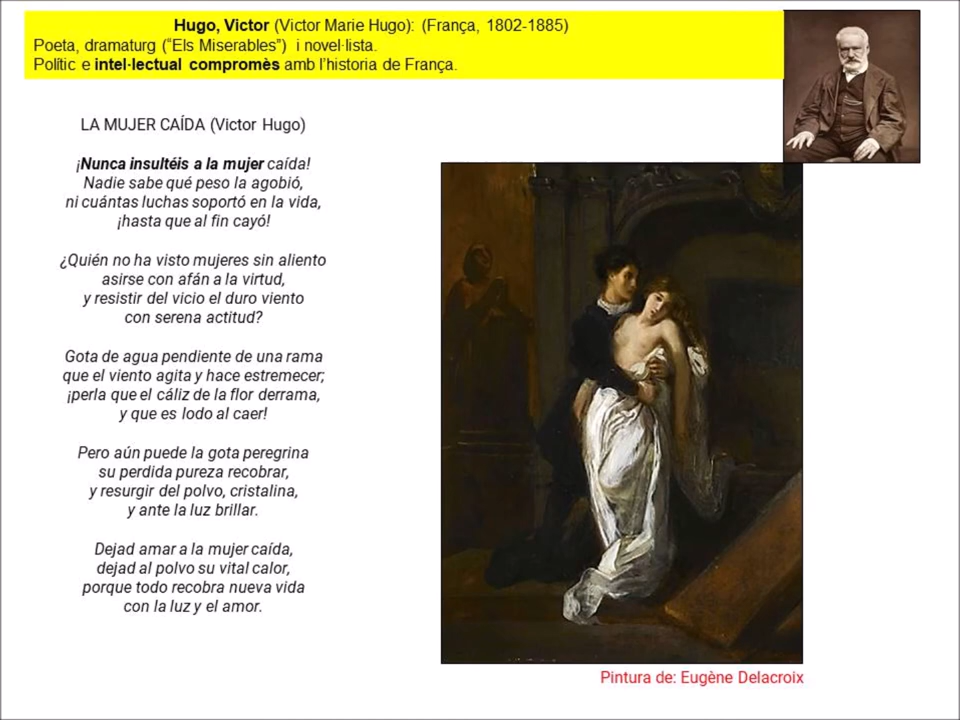 Hugo, Victor (Victor Marie Hugo): (França, 1802-1885)
Poeta, dramaturg (“Els Miserables”) i novel·lista.
Polític e intel·lectual compromès amb l’historia de França.
LA MUJER CAÍDA (Victor Hugo)
¡Nunca insultéis a la mujer caída!
Nadie sabe qué peso la agobió,
ni cuántas luchas soportó en la vida,
¡hasta que al fin cayó!
¿Quién no ha visto mujeres sin aliento
asirse con afán a la virtud,
y resistir del vicio el duro viento
con serena actitud?
Gota de agua pendiente de una rama
que el viento agita y hace estremecer;
¡perla que el cáliz de la flor derrama,
y que es lodo al caer!
Pero aún puede la gota peregrina
su perdida pureza recobrar,
y resurgir del polvo, cristalina,
y ante la luz brillar.
Dejad amar a la mujer caída,
dejad al polvo su vital calor,
porque todo recobra nueva vida
con la luz y el amor.
Pintura de: Eugène Delacroix